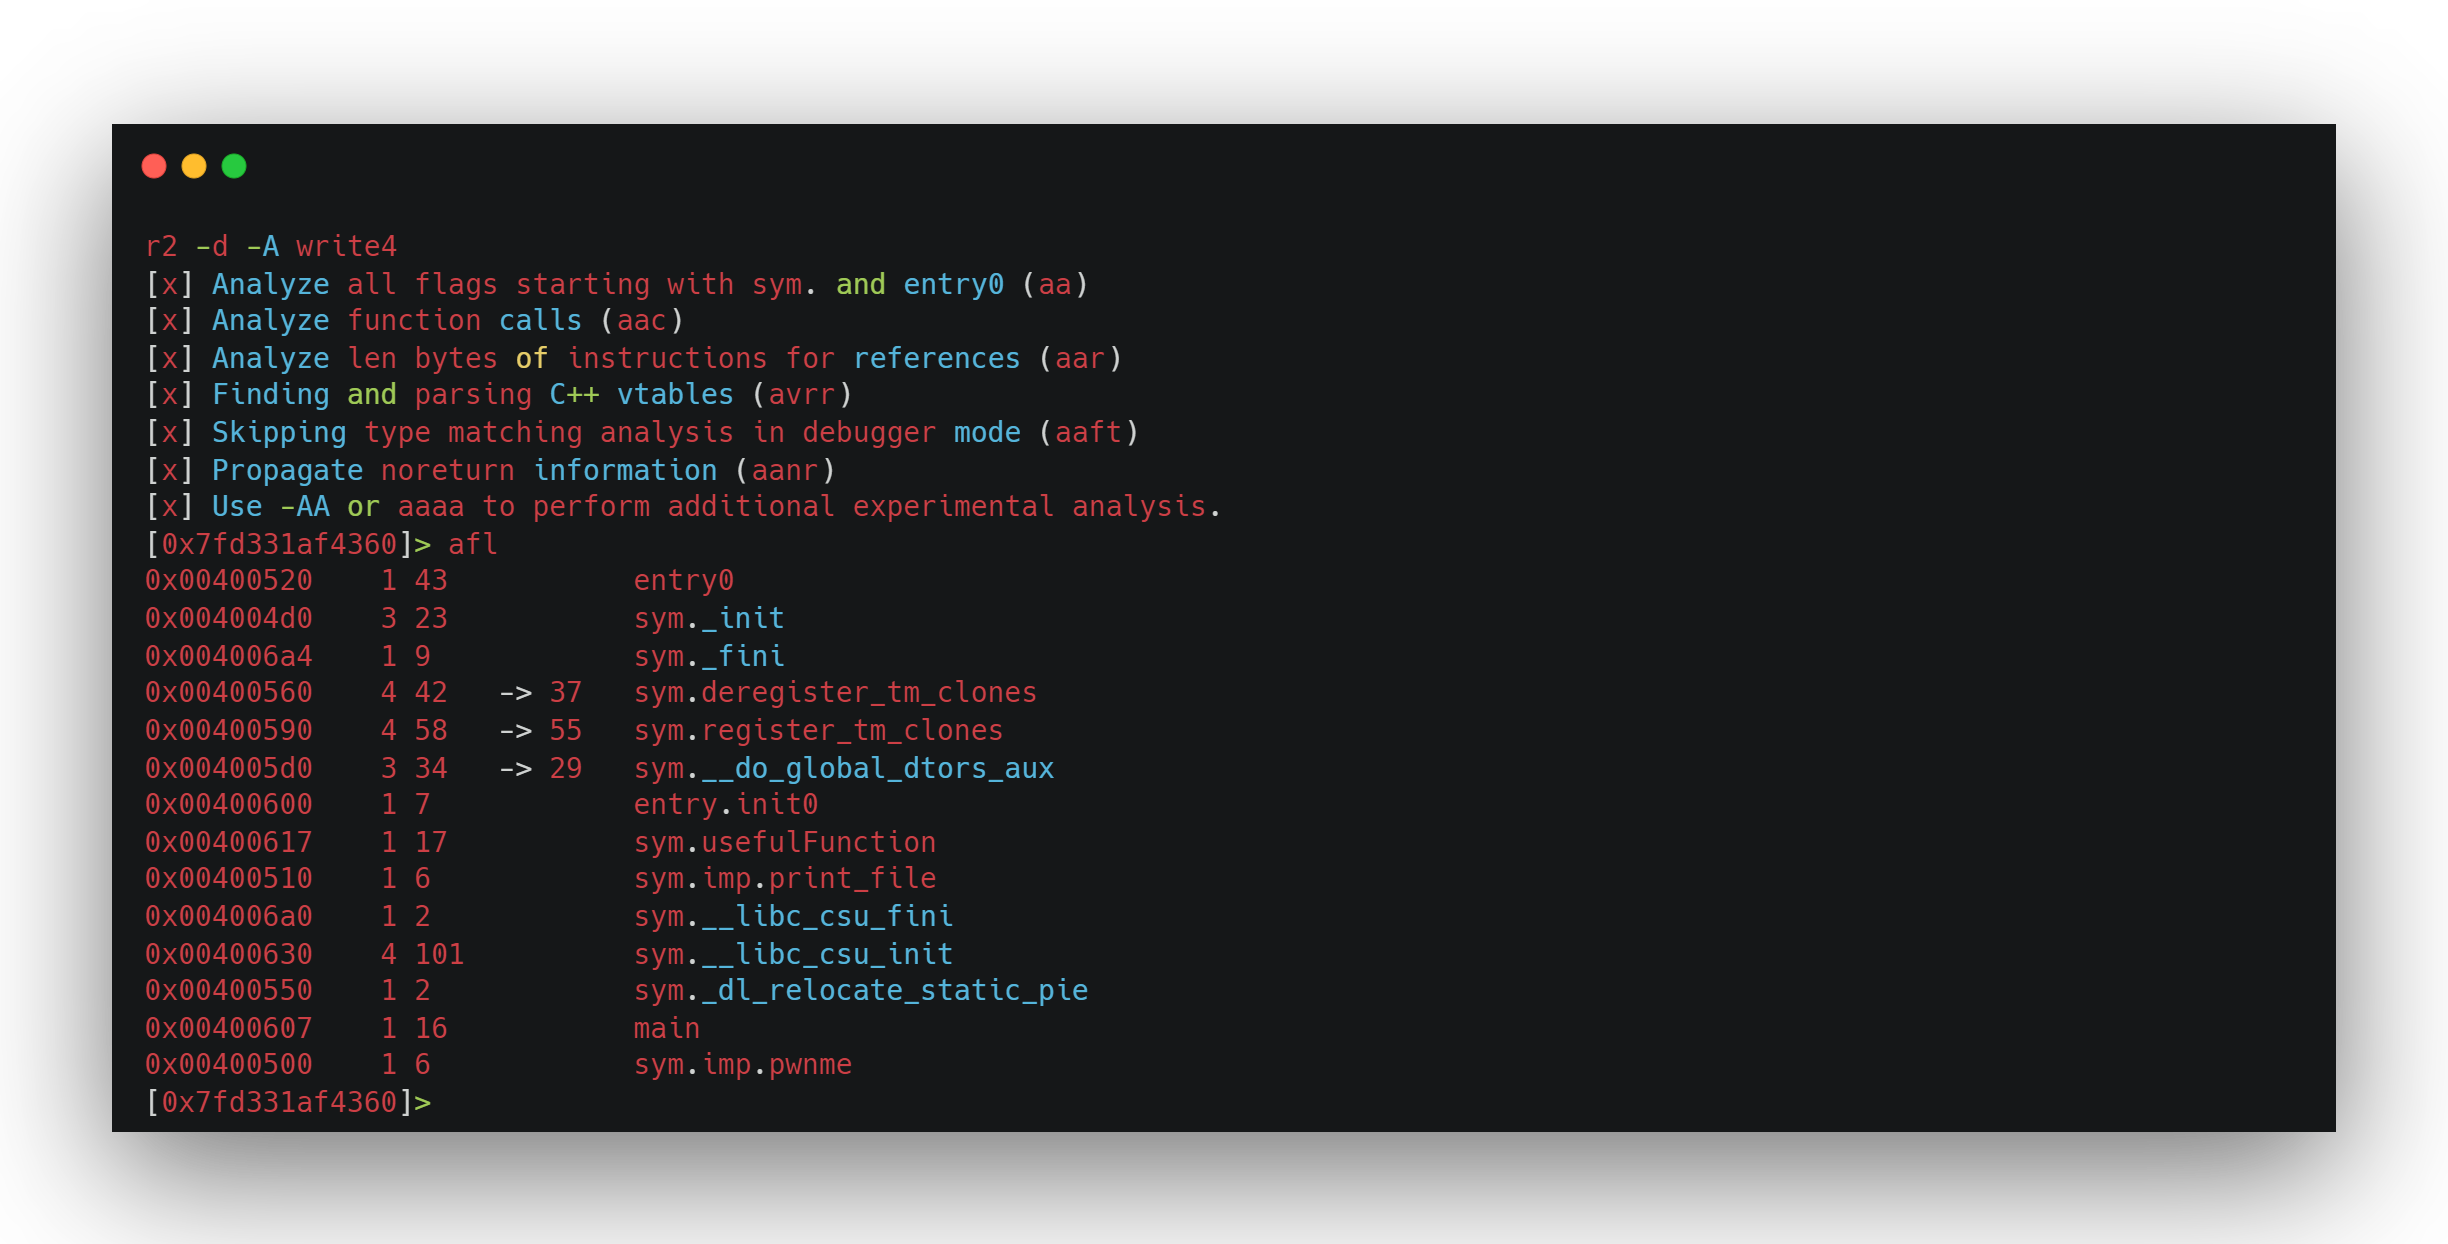 r2 -d -A write4
[x] Analyze all flags starting with sym. and entry0 (aa)
[x] Analyze function calls (aac)
[x] Analyze len bytes of instructions for references (aar)
[x] Finding and parsing C++ vtables (avrr)
[x] Skipping type matching analysis in debugger mode (aaft)
[x] Propagate noreturn information (aanr)
[x] Use -AA or aaaa to perform additional experimental analysis.
[0x7fd331af4360]> afl
0x00400520    1 43           entry0
0x004004d0    3 23           sym._init
0x004006a4    1 9            sym._fini
0x00400560    4 42   -> 37   sym.deregister_tm_clones
0x00400590    4 58   -> 55   sym.register_tm_clones
0x004005d0    3 34   -> 29   sym.__do_global_dtors_aux
0x00400600    1 7            entry.init0
0x00400617    1 17           sym.usefulFunction
0x00400510    1 6            sym.imp.print_file
0x004006a0    1 2            sym.__libc_csu_fini
0x00400630    4 101          sym.__libc_csu_init
0x00400550    1 2            sym._dl_relocate_static_pie
0x00400607    1 16           main
0x00400500    1 6            sym.imp.pwnme
[0x7fd331af4360]>